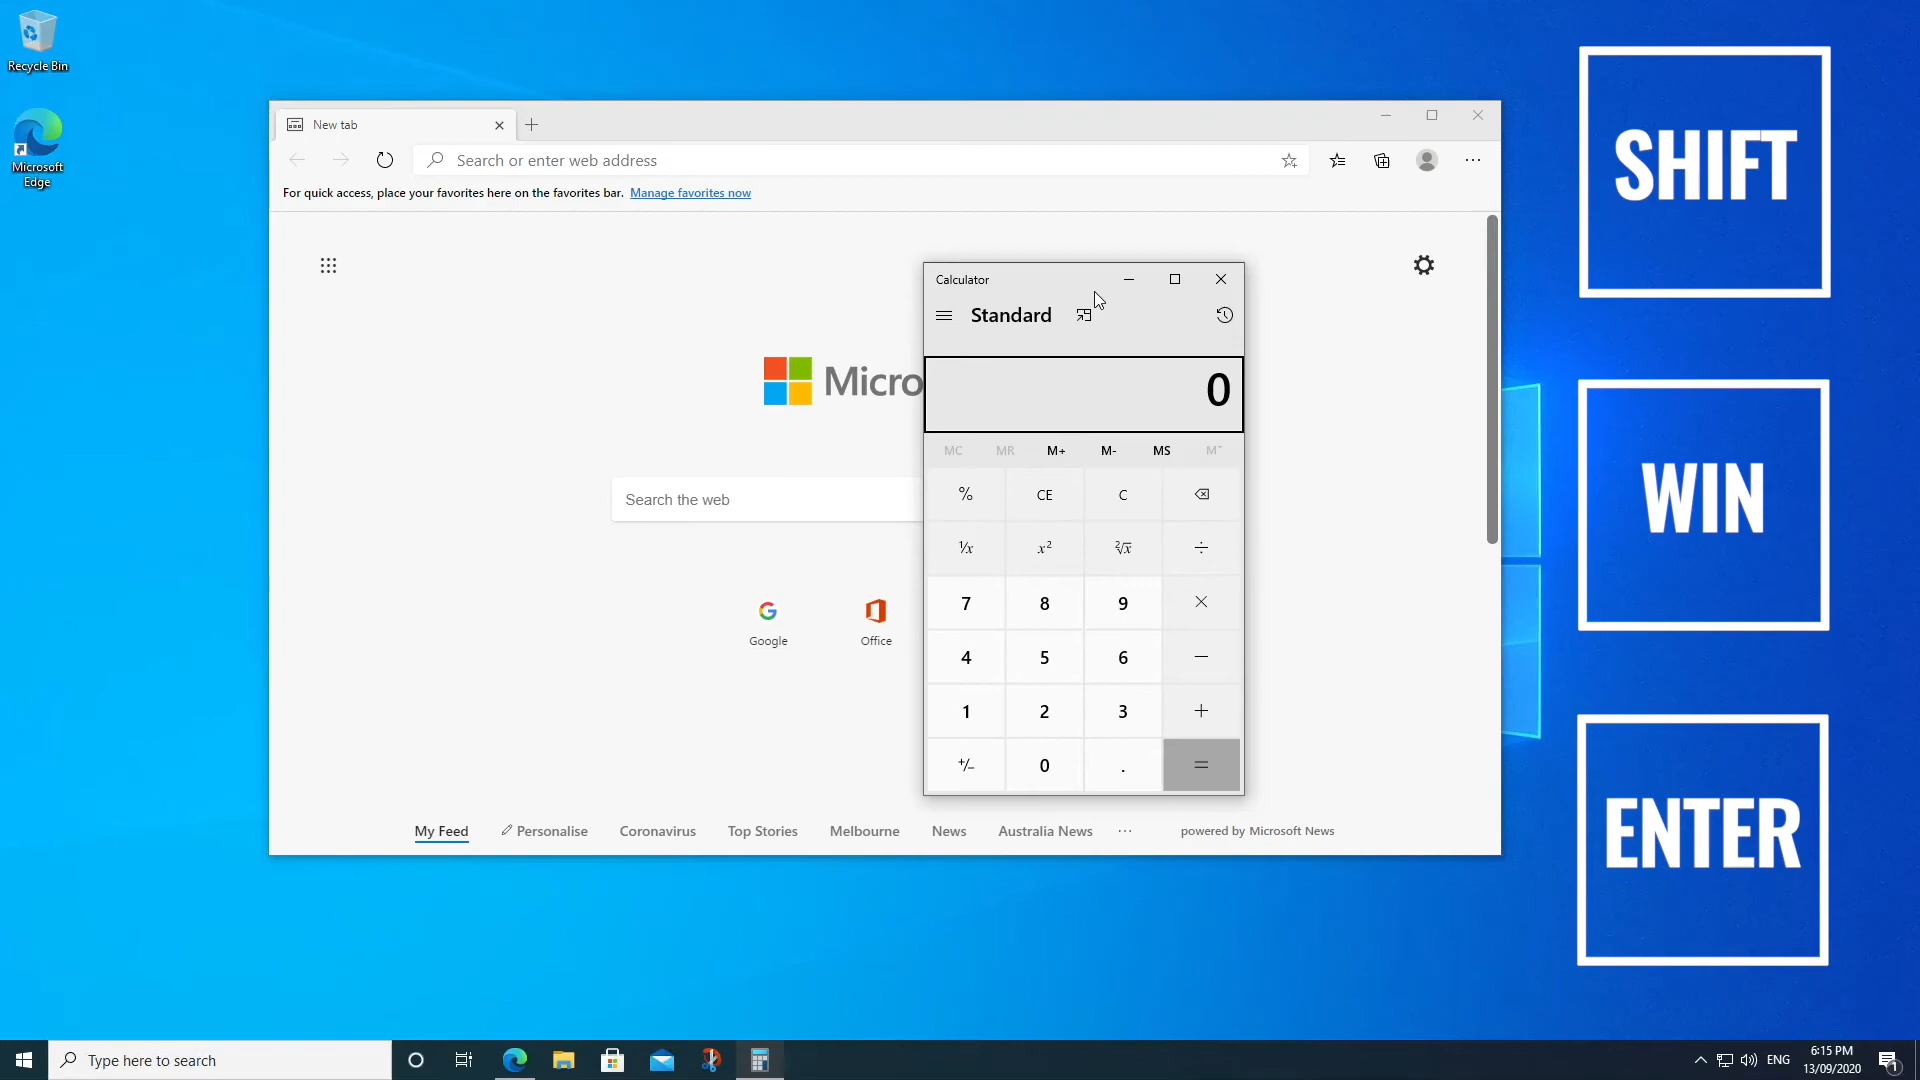 Recycle Bin
Microsoft
Edge
New tab
Search or enter web address
For quick access, place your favorites here on the favorites bar. Manage favorites now
Micro
Search the web
Google
Office
My Feed
Personalise
Coronavirus
Top Stories
Melbourne
News
Australia News
...
powered by Microsoft News
Calculator
Standard
0
MC MR M+ M- MS M˅
% CE C
⅟x x² ²√x ÷
7 8 9 ×
4 5 6 −
1 2 3 +
+/− 0 . =
SHIFT
WIN
ENTER
Type here to search
ENG
6:15 PM
13/09/2020
1